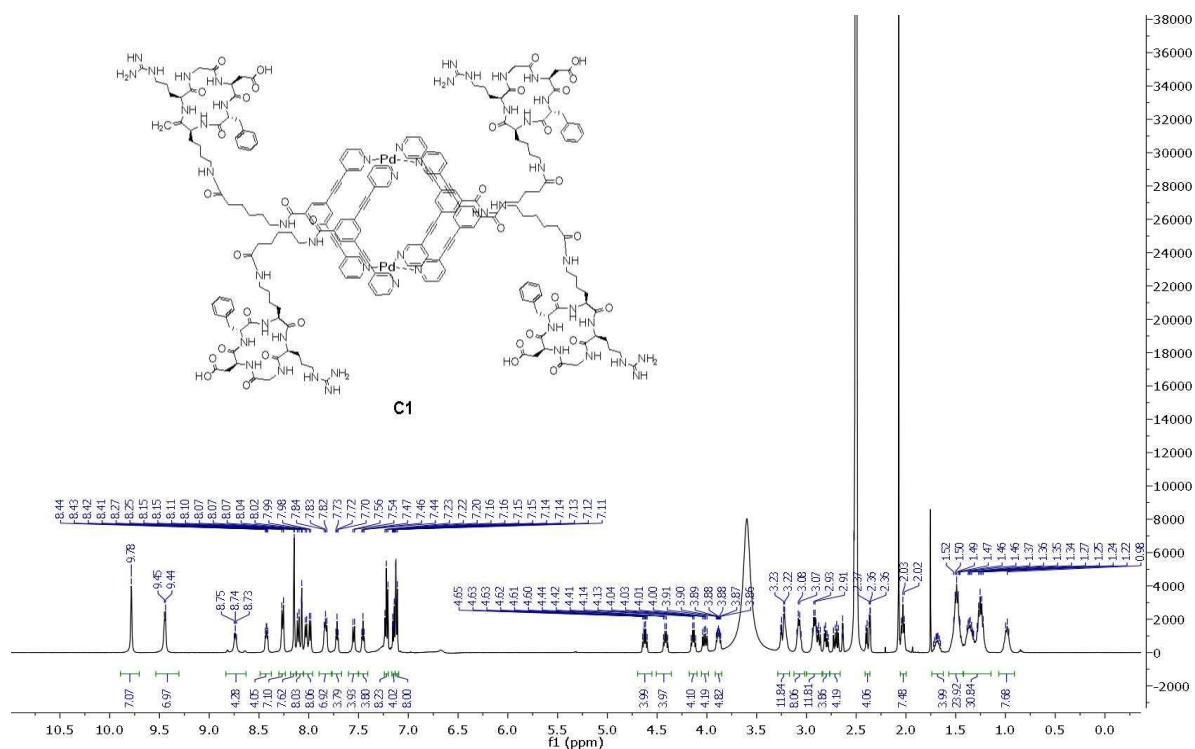 NH
H₂N
N
H
NH
O
OH
H₂C
Pd
Pd
HO
NH₂
C1
38000
36000
34000
32000
30000
28000
26000
24000
22000
20000
18000
16000
14000
12000
10000
8000
6000
4000
2000
0
-2000
8.44 8.43 8.42 8.41 8.27 8.25 8.15 8.15 8.11 8.10 8.07 8.07 8.07 8.04 8.02 7.99 7.98 7.84 7.83 7.82 7.73 7.72 7.70 7.56 7.54 7.47 7.46 7.44 7.23 7.22 7.20 7.16 7.16 7.15 7.15 7.14 7.14 7.13 7.12 7.11
9.78
9.45 9.44
8.75 8.74 8.73
4.65 4.63 4.63 4.62 4.61 4.60 4.44 4.42 4.41 4.14 4.13 4.04 4.03 4.01 4.00 3.91 3.90 3.89 3.88 3.88 3.87 3.86
3.23 3.22 3.08 3.07 2.93 2.91 2.37 2.36 2.36
2.03 2.02
1.52 1.50 1.49 1.47 1.46 1.46 1.37 1.36 1.35 1.34 1.27 1.25 1.24 1.22 0.98
7.07 6.97 4.28 4.05 7.10 7.62 8.03 8.06 6.92 3.79 3.93 3.80 8.23 4.02 8.00 3.99 3.97 4.10 4.19 4.82 11.84 8.06 11.81 3.86 4.19 4.06 7.48 3.99 23.92 30.84 7.68
10.5 10.0 9.5 9.0 8.5 8.0 7.5 7.0 6.5 6.0 5.5 5.0 4.5 4.0 3.5 3.0 2.5 2.0 1.5 1.0 0.5 0.0
f1 (ppm)